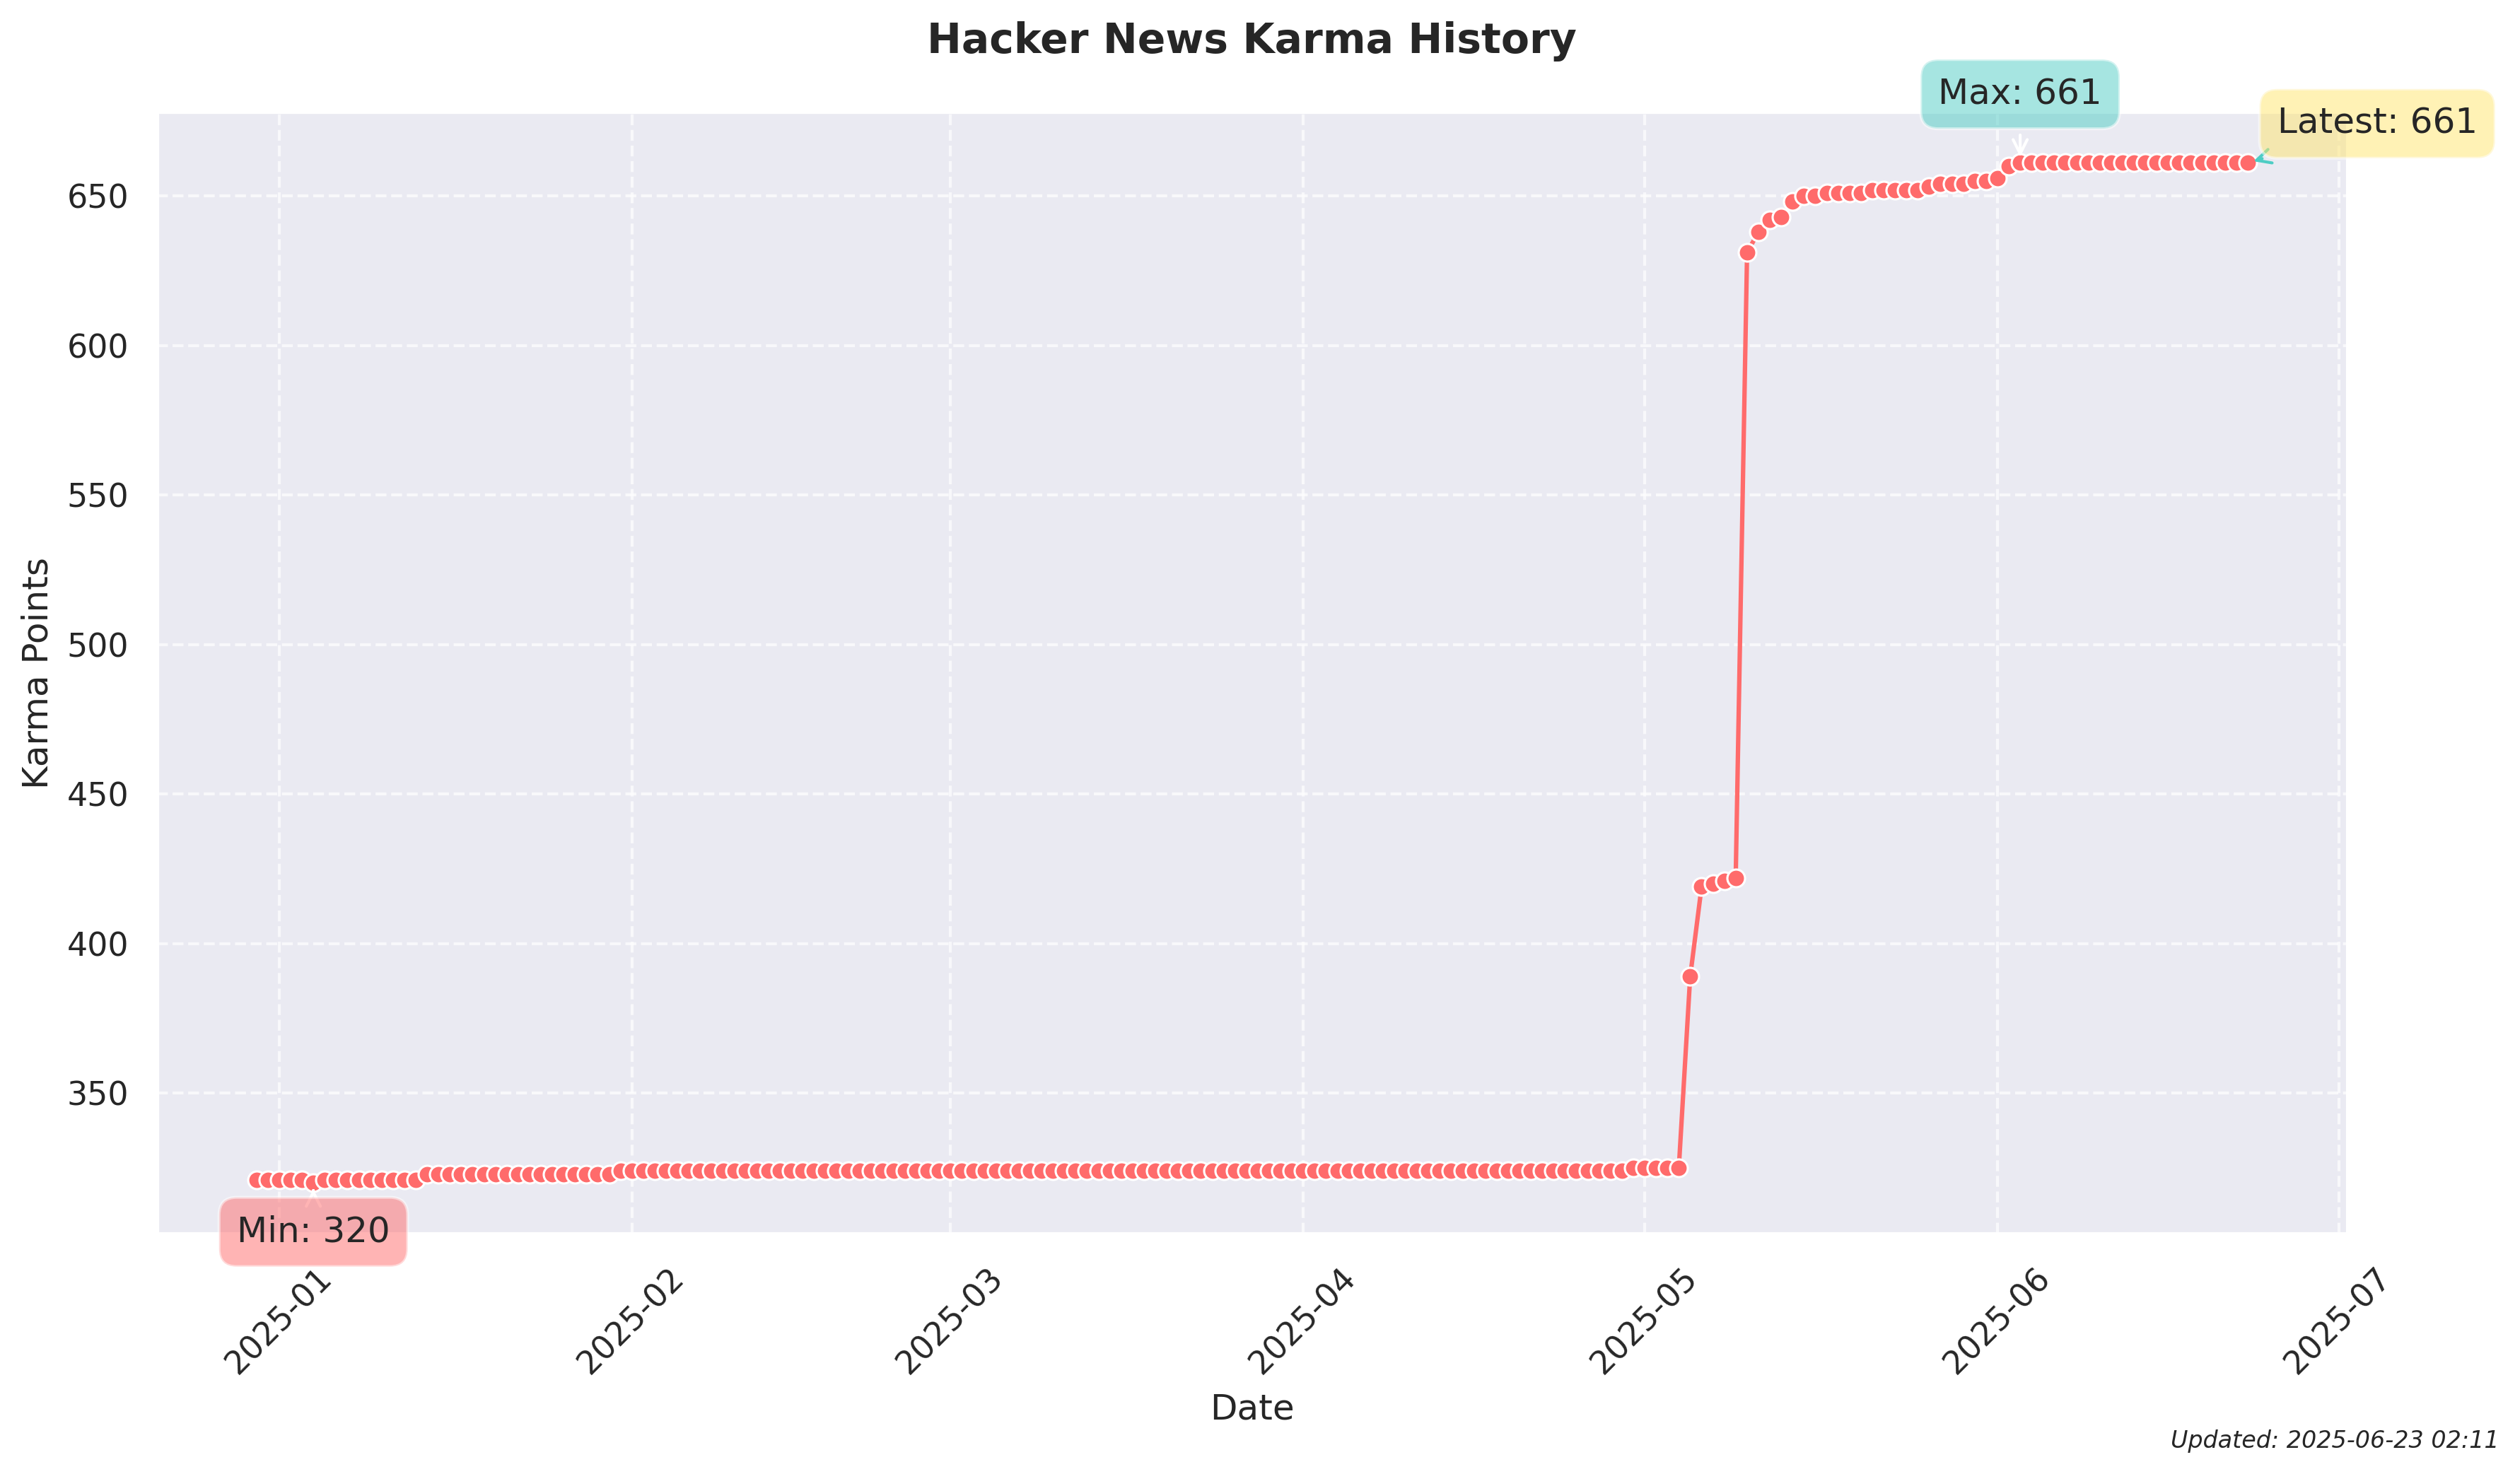 Hacker News Karma History
Max: 661
Latest: 661
650
600
550
500
450
400
350
Karma Points
Min: 320
2025-01
2025-02
2025-03
2025-04
2025-05
2025-06
2025-07
Date
Updated: 2025-06-23 02:11